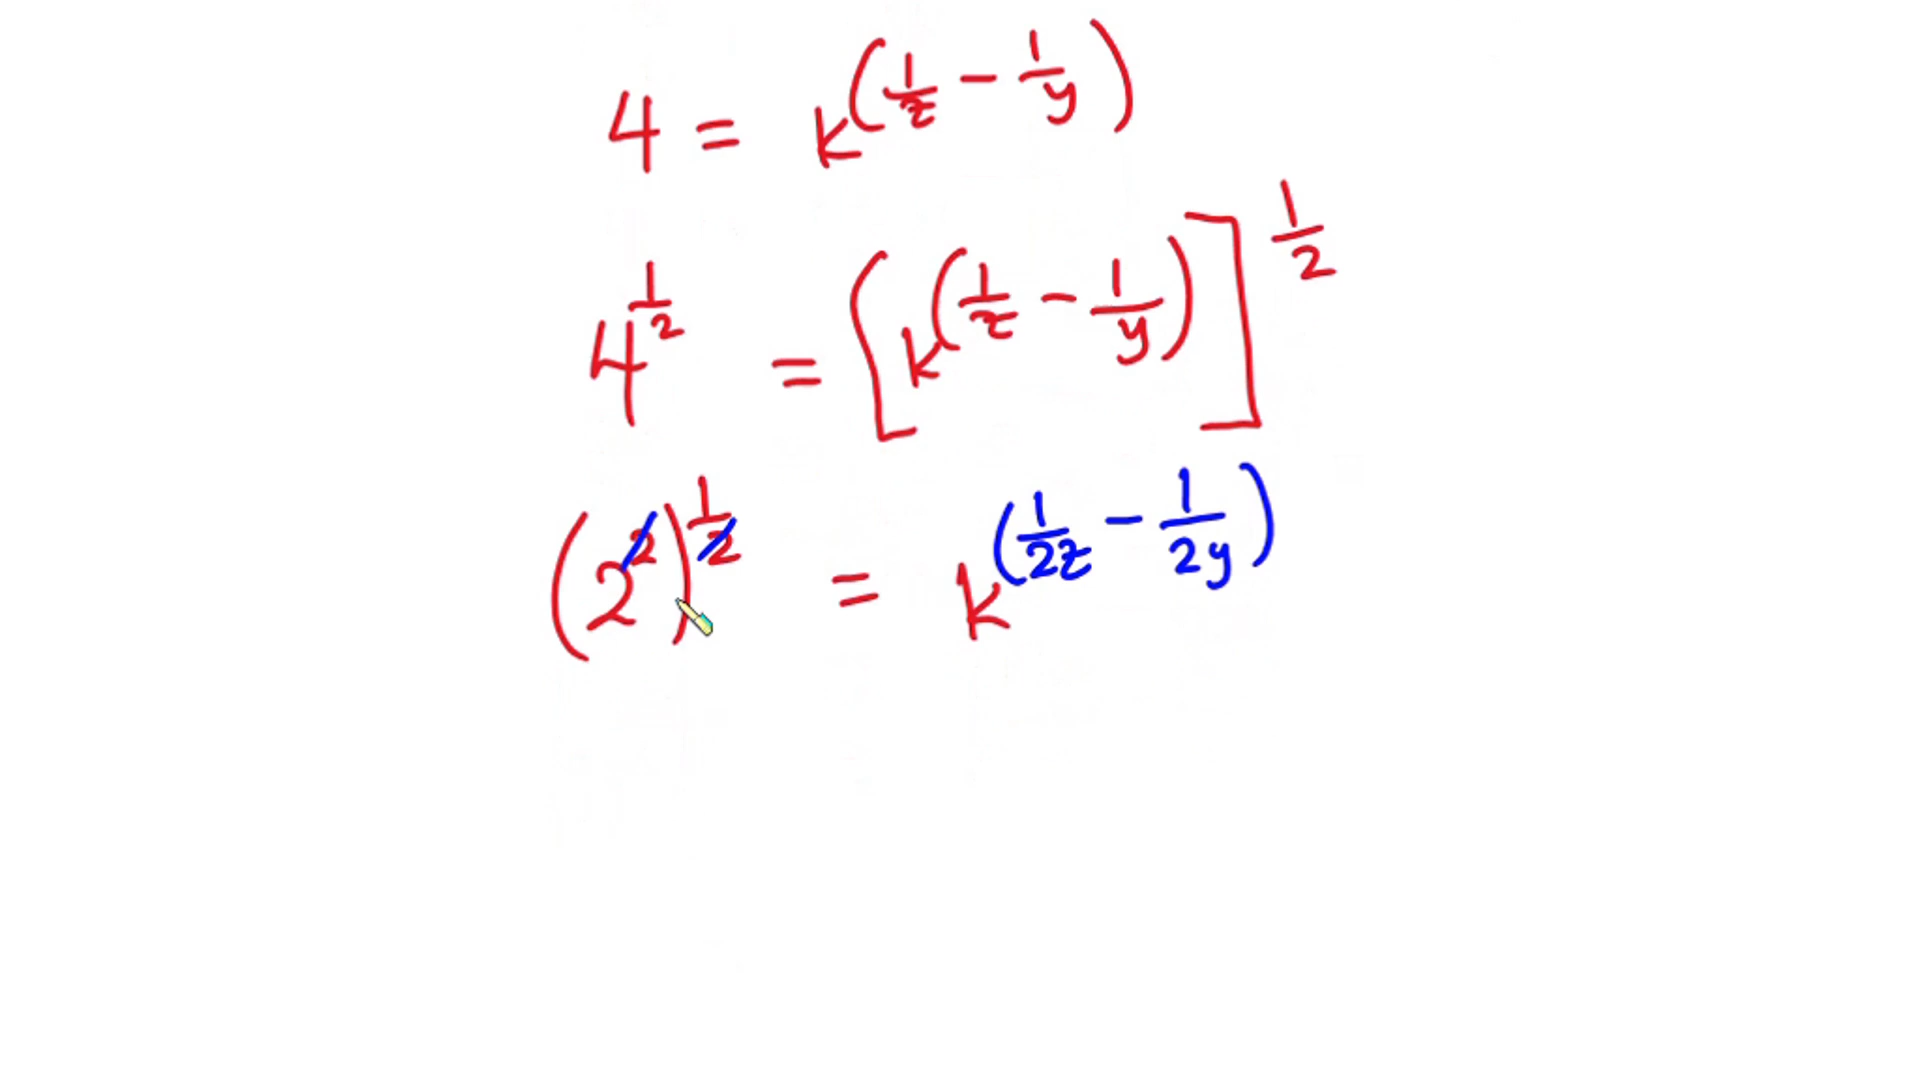 4 = k^(1/z - 1/y)
4^1/2 = [k^(1/z - 1/y)]^1/2
(2^2)^1/2 = k^(1/2z - 1/2y)